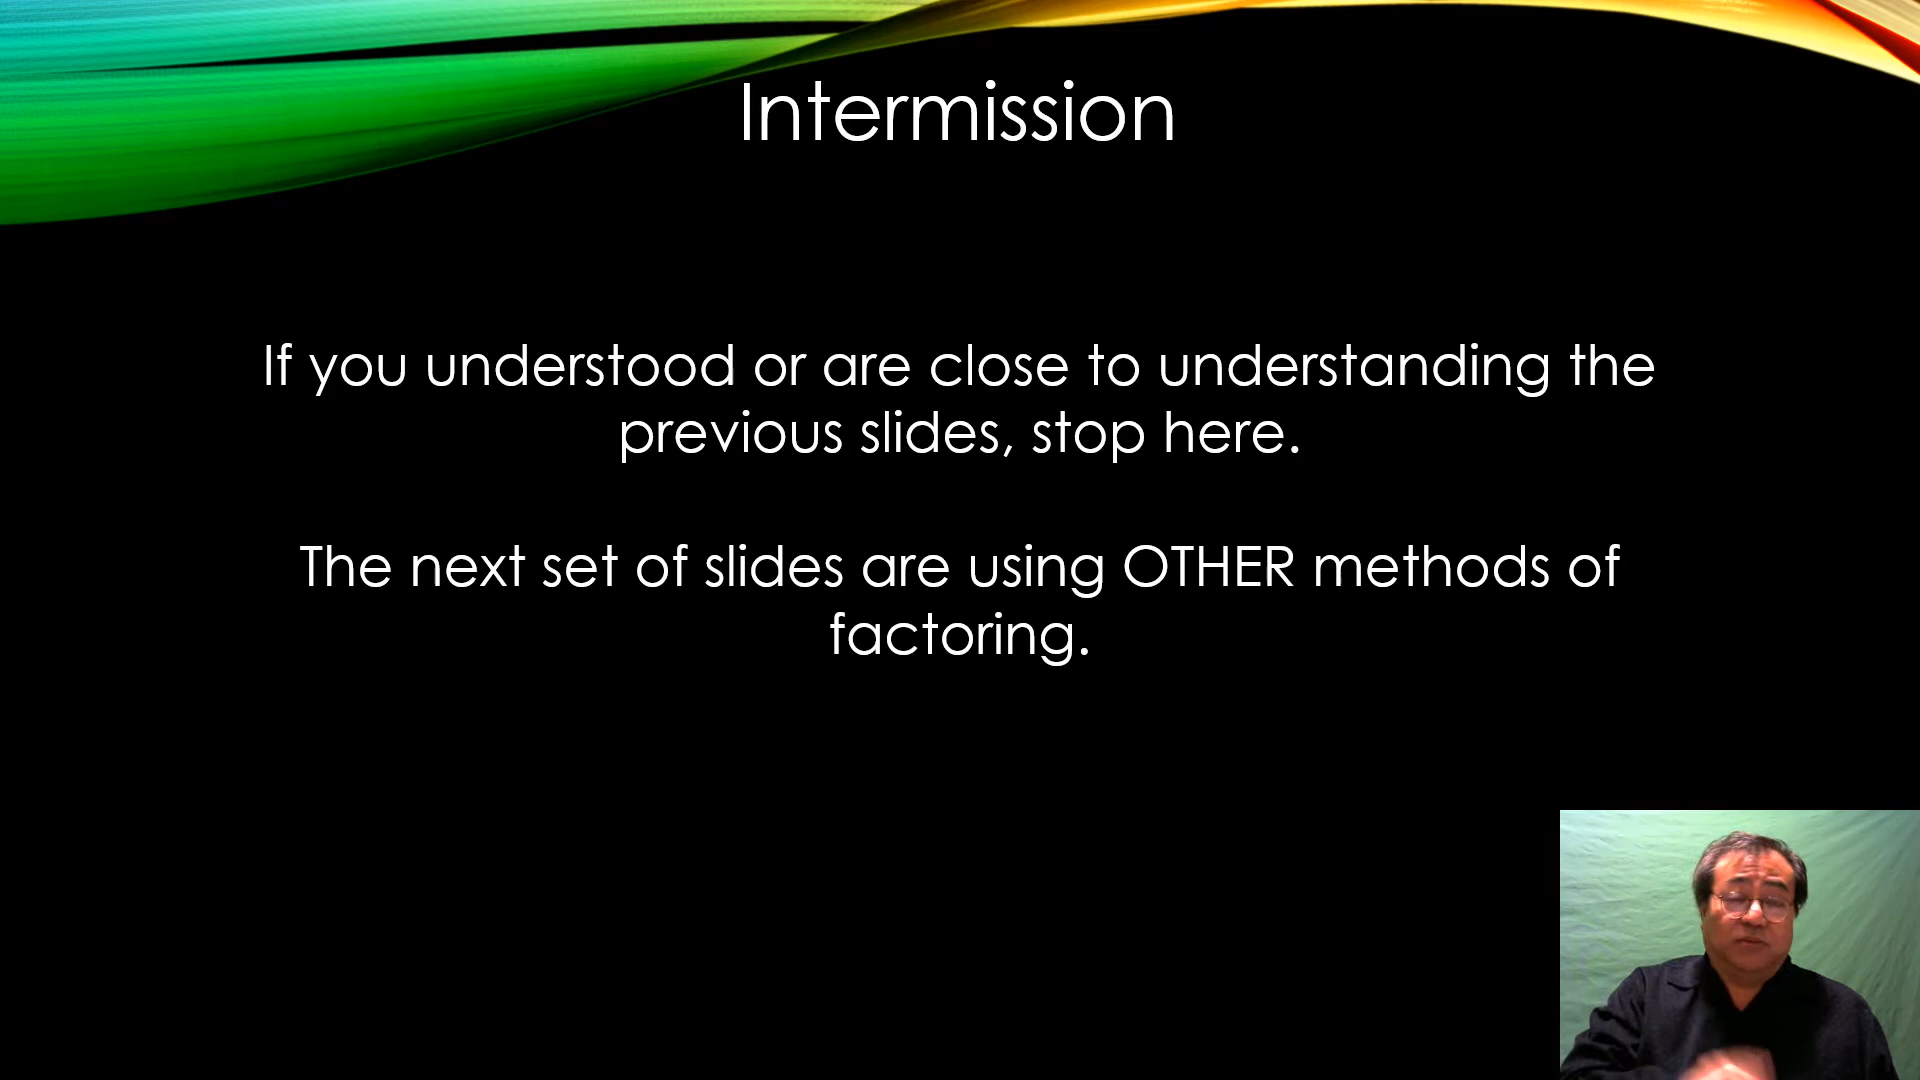 Intermission
If you understood or are close to understanding the
previous slides, stop here.
The next set of slides are using OTHER methods of
factoring.